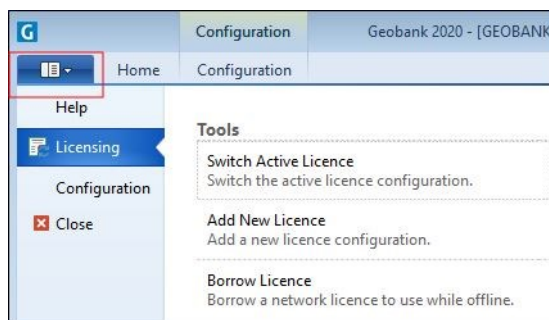 G
Configuration Geobank 2020 - [GEOBANK
Home Configuration
Help
Licensing
Configuration
Close
Tools
Switch Active Licence
Switch the active licence configuration.
Add New Licence
Add a new licence configuration.
Borrow Licence
Borrow a network licence to use while offline.